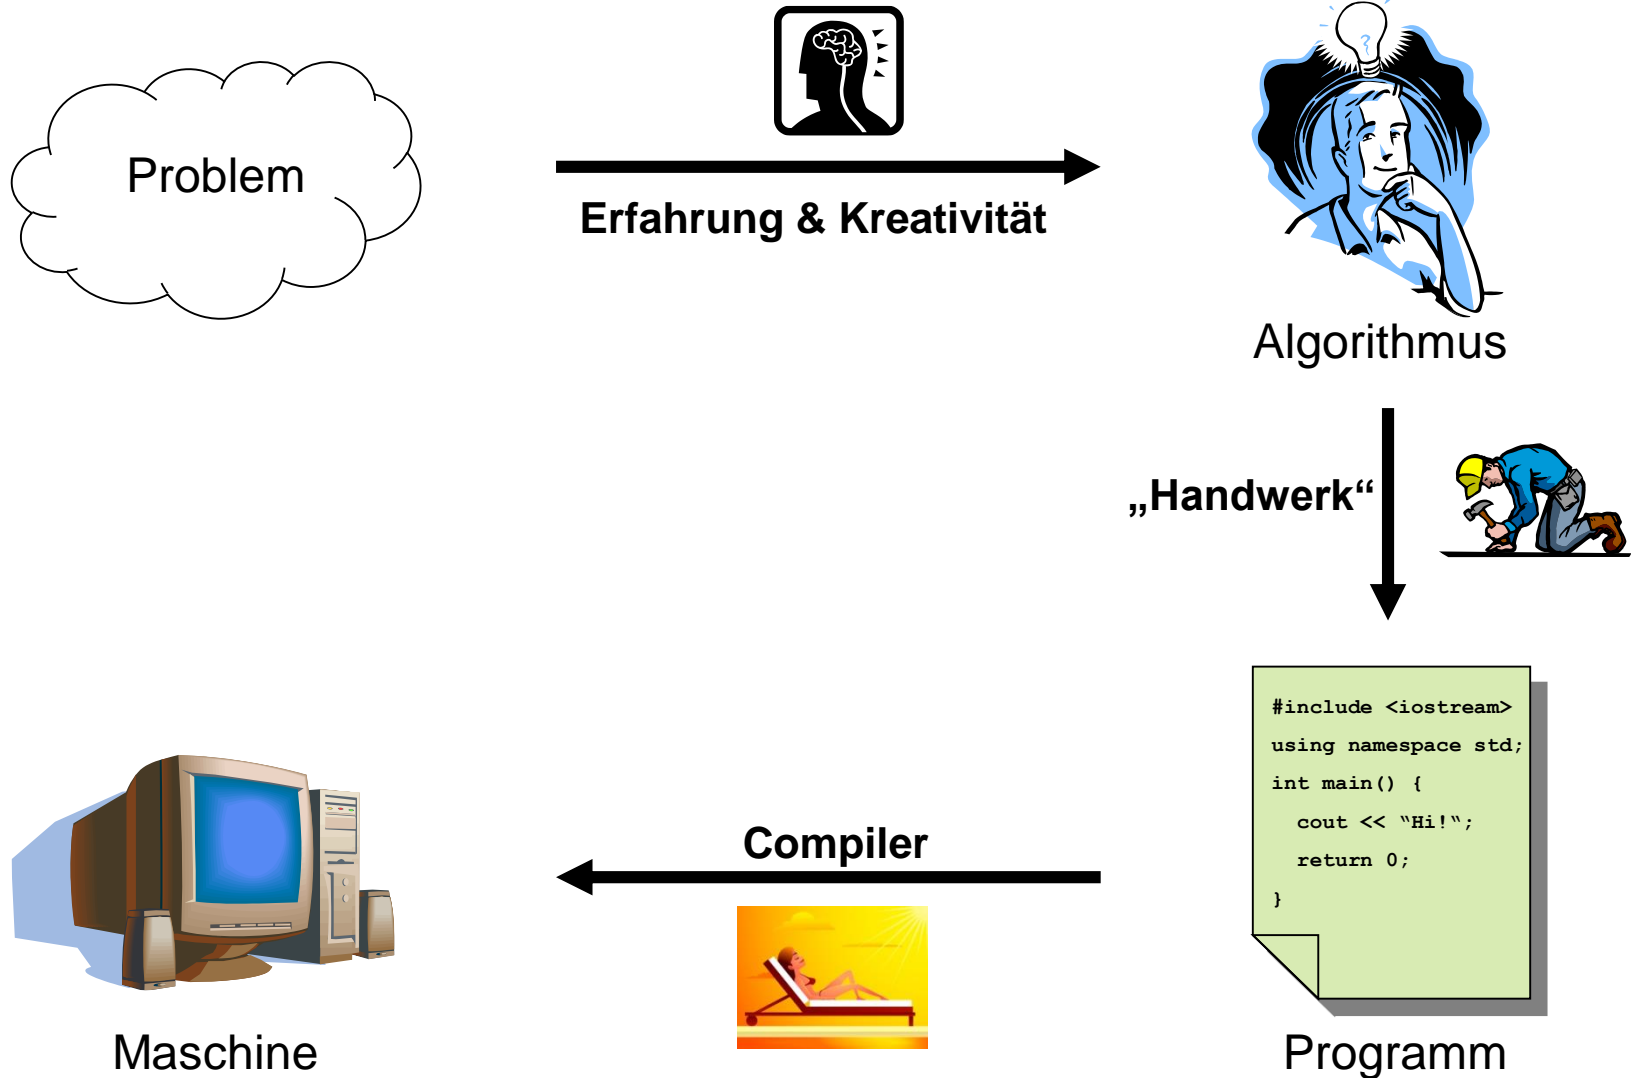 Problem
Erfahrung & Kreativität
Algorithmus
„Handwerk“
#include <iostream>
using namespace std;
int main() {
cout << “Hi!“;
return 0;
}
Programm
Compiler
Maschine